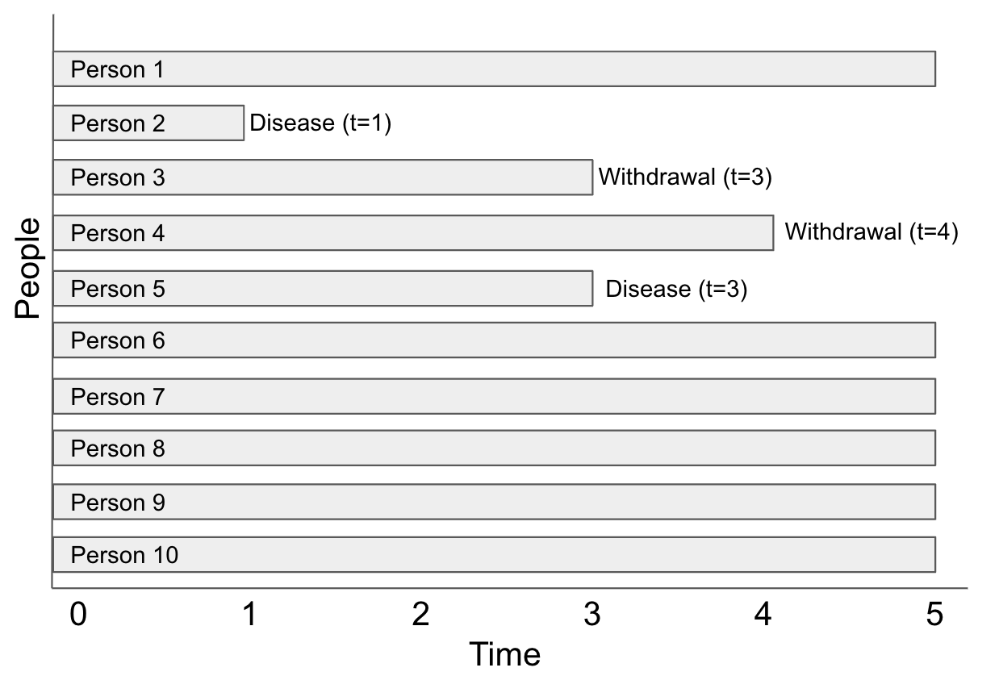 Person 1
Person 2 Disease (t=1)
Person 3 Withdrawal (t=3)
Person 4 Withdrawal (t=4)
Person 5 Disease (t=3)
Person 6
Person 7
Person 8
Person 9
Person 10
People
0 1 2 3 4 5
Time